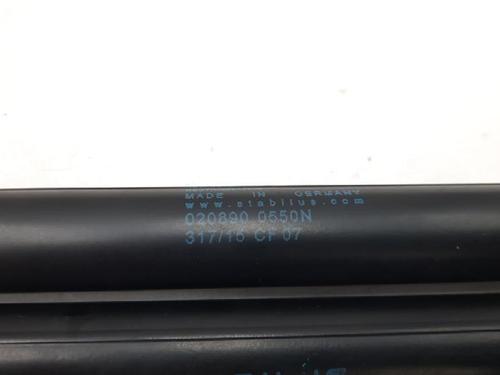 MADE IN GERMANY
www.stabilus.com
020890 0550N
317/16 CF 07